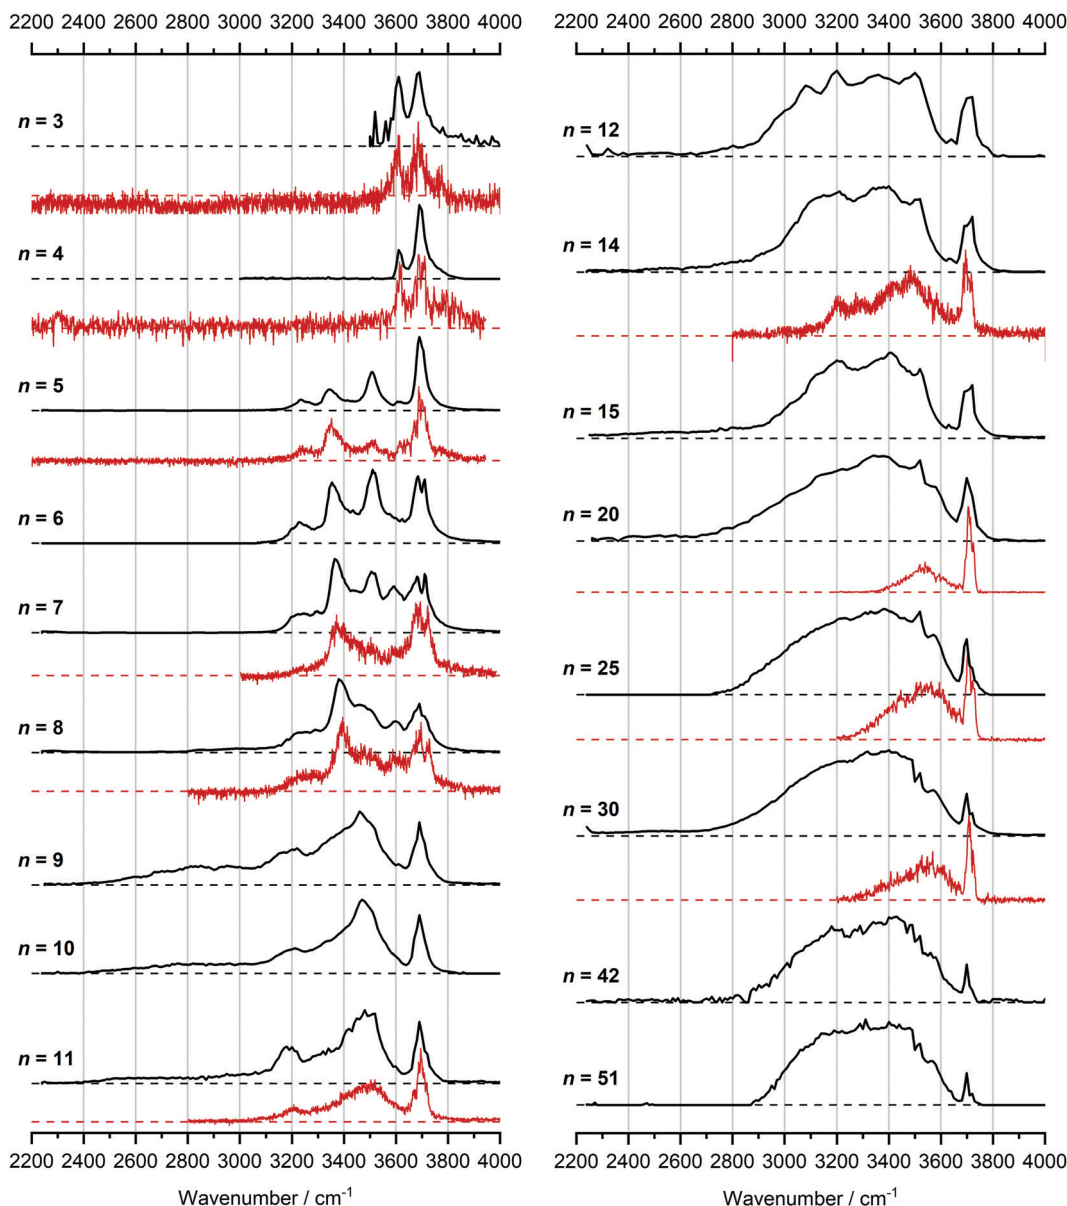 2200 2400 2600 2800 3000 3200 3400 3600 3800 4000
n = 3
n = 4
n = 5
n = 6
n = 7
n = 8
n = 9
n = 10
n = 11
2200 2400 2600 2800 3000 3200 3400 3600 3800 4000
Wavenumber / cm⁻¹
2200 2400 2600 2800 3000 3200 3400 3600 3800 4000
n = 12
n = 14
n = 15
n = 20
n = 25
n = 30
n = 42
n = 51
2200 2400 2600 2800 3000 3200 3400 3600 3800 4000
Wavenumber / cm⁻¹